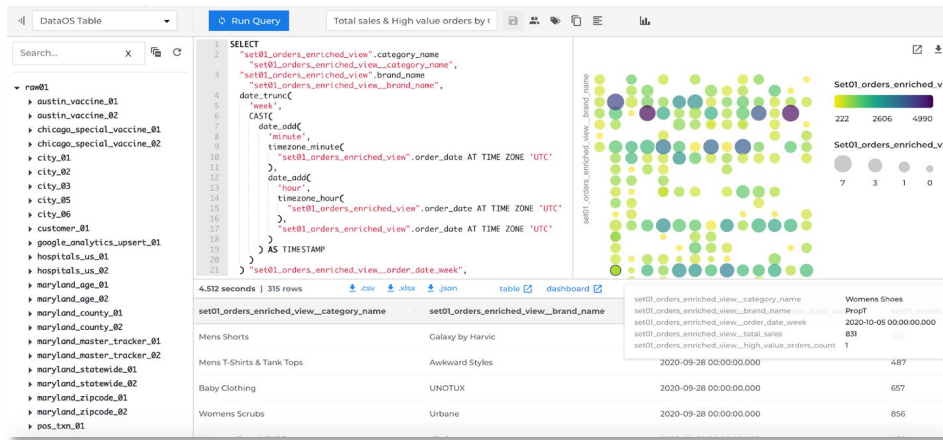 DataOS Table
Run Query
Total sales & High value orders by
Search...
X
raw01
austin_vaccine_01
austin_vaccine_02
chicago_special_vaccine_01
chicago_special_vaccine_02
city_01
city_02
city_03
city_05
city_06
customer_01
google_analytics_upsert_01
hospitals_us_01
hospitals_us_02
maryland_age_01
maryland_age_02
maryland_county_01
maryland_county_02
maryland_master_tracker_01
maryland_master_tracker_02
maryland_statewide_01
maryland_statewide_02
maryland_zipcode_01
maryland_zipcode_02
pos_txn_01
1 SELECT
2 "set01_orders_enriched_view".category_name
"set01_orders_enriched_view__category_name",
3 "set01_orders_enriched_view".brand_name
"set01_orders_enriched_view__brand_name",
4 date_trunc(
5 'week',
6 CAST(
7 date_add(
8 'minute',
9 timezone_minute(
10 "set01_orders_enriched_view".order_date AT TIME ZONE 'UTC'
11 ),
12 date_add(
13 'hour',
14 timezone_hour(
15 "set01_orders_enriched_view".order_date AT TIME ZONE 'UTC'
16 ),
17 "set01_orders_enriched_view".order_date AT TIME ZONE 'UTC'
18 )
19 ) AS TIMESTAMP
20 )
21 ) "set01_orders_enriched_view__order_date_week",
set01_orders_enriched_view__brand_name
Set01_orders_enriched_v
222 2606 4990
Set01_orders_enriched_v
7 3 1 0
4.512 seconds | 315 rows
.csv
.xlsx
.json
table
dashboard
set01_orders_enriched_view__category_name Womens Shoes
set01_orders_enriched_view__brand_name PropT
set01_orders_enriched_view__order_date_week 2020-10-05 00:00:00.000
set01_orders_enriched_view__total_sales 831
set01_orders_enriched_view__high_value_orders_count 1
set01_orders_enriched_view__category_name set01_orders_enriched_view__brand_name
Mens Shorts Galaxy by Harvic
Mens T-Shirts & Tank Tops Awkward Styles 2020-09-28 00:00:00.000 487
Baby Clothing UNOTUX 2020-09-28 00:00:00.000 657
Womens Scrubs Urbane 2020-09-28 00:00:00.000 856